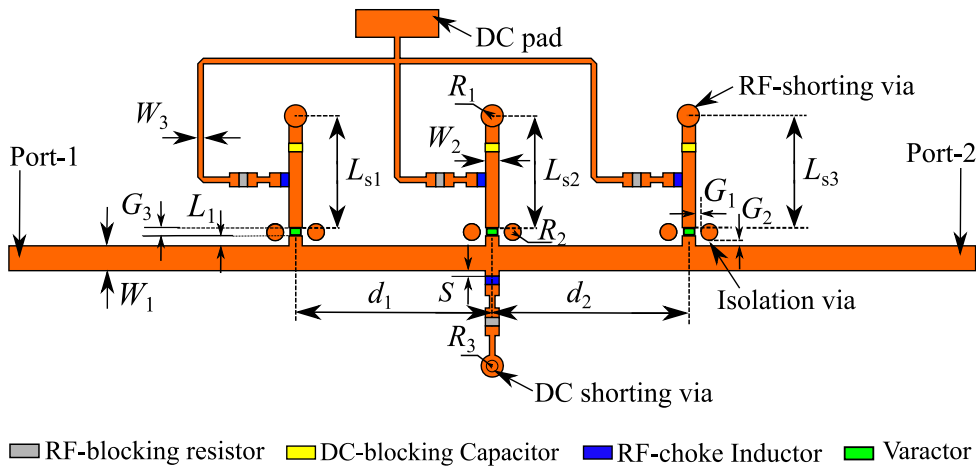 DC pad
RF-shorting via
R₁
W₃
W₂
Port-1
Lₛ₁
Lₛ₂
Lₛ₃
Port-2
G₁
G₂
G₃
L₁
R₂
W₁
S
d₁
d₂
Isolation via
R₃
DC shorting via
RF-blocking resistor
DC-blocking Capacitor
RF-choke Inductor
Varactor